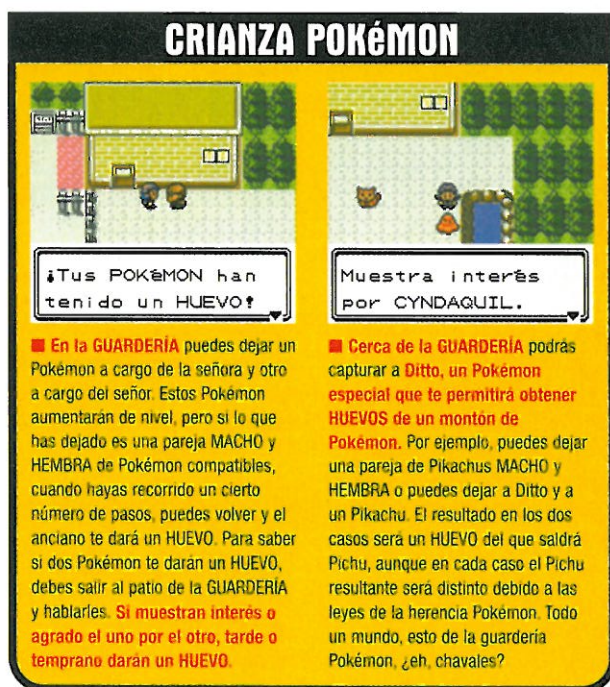 CRIANZA POKéMON
¡Tus POKéMON han
tenido un HUEVO!
■ En la GUARDERÍA puedes dejar un
Pokémon a cargo de la señora y otro
a cargo del señor. Estos Pokémon
aumentarán de nivel, pero si lo que
has dejado es una pareja MACHO y
HEMBRA de Pokémon compatibles,
cuando hayas recorrido un cierto
número de pasos, puedes volver y el
anciano te dará un HUEVO. Para saber
si dos Pokémon te darán un HUEVO,
debes salir al patio de la GUARDERÍA
y hablarles. Si muestran interés o
agrado el uno por el otro, tarde o
temprano darán un HUEVO.
Muestra interés
por CYNDAQUIL.
■ Cerca de la GUARDERÍA podrás
capturar a Ditto, un Pokémon
especial que te permitirá obtener
HUEVOS de un montón de
Pokémon. Por ejemplo, puedes dejar
una pareja de Pikachus MACHO y
HEMBRA o puedes dejar a Ditto y a
un Pikachu. El resultado en los dos
casos será un HUEVO del que saldrá
Pichu, aunque en cada caso el Pichu
resultante será distinto debido a las
leyes de la herencia Pokémon. Todo
un mundo, esto de la guardería
Pokémon, ¿eh, chavales?